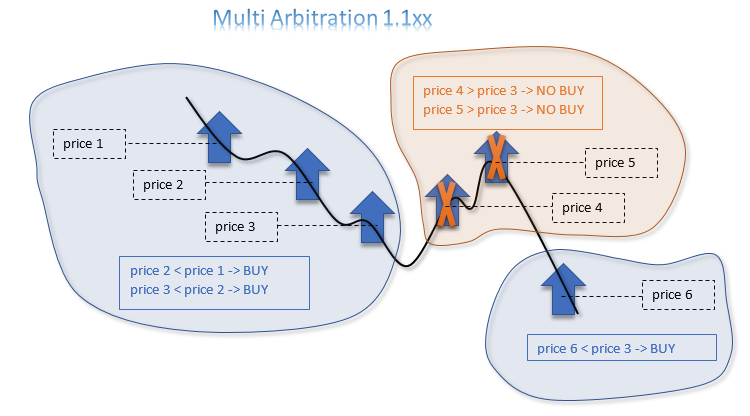 Multi Arbitration 1.1xx
price 1
price 2
price 3
price 2 < price 1 -> BUY
price 3 < price 2 -> BUY
price 4 > price 3 -> NO BUY
price 5 > price 3 -> NO BUY
price 5
price 4
price 6
price 6 < price 3 -> BUY